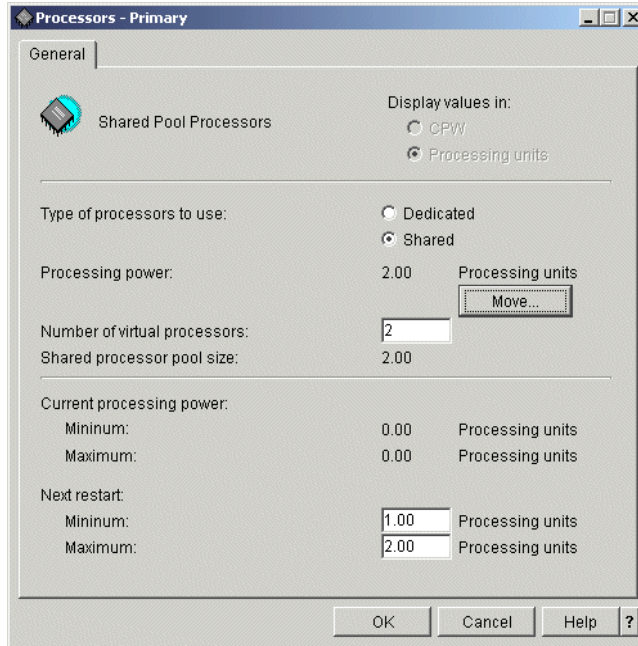 Processors - Primary
General
Shared Pool Processors
Display values in:
CPW
Processing units
Type of processors to use:
Dedicated
Shared
Processing power: 2.00 Processing units
Move...
Number of virtual processors: 2
Shared processor pool size: 2.00
Current processing power:
Mininum: 0.00 Processing units
Maximum: 0.00 Processing units
Next restart:
Mininum: 1.00 Processing units
Maximum: 2.00 Processing units
OK Cancel Help ?